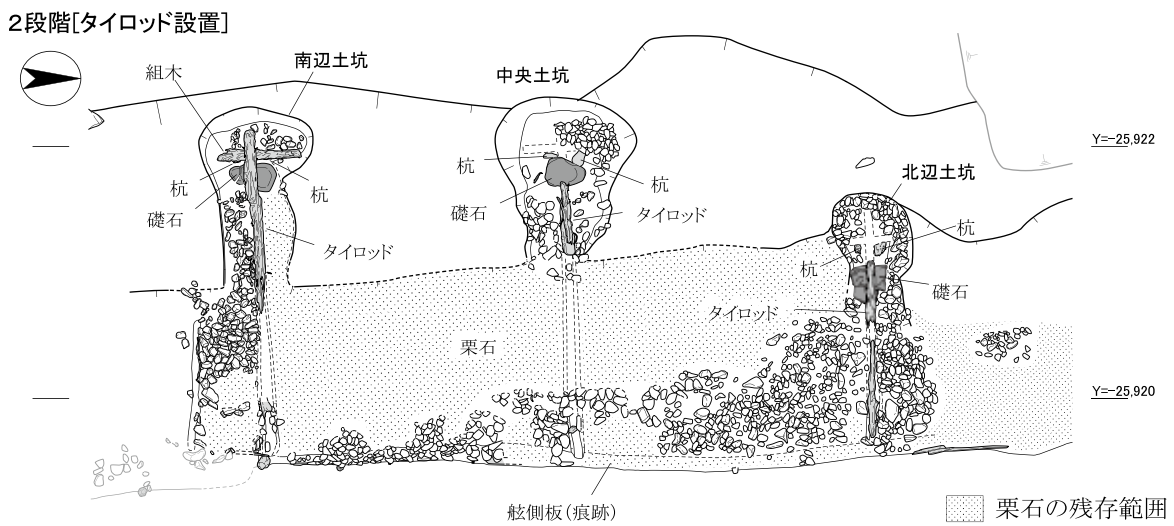 2段階[タイロッド設置]
組木
南辺土坑
中央土坑
Y=-25,922
杭
杭
杭
杭
北辺土坑
礎石
礎石
タイロッド
杭
タイロッド
杭
礎石
タイロッド
栗石
Y=-25,920
舷側板（痕跡）
栗石の残存範囲